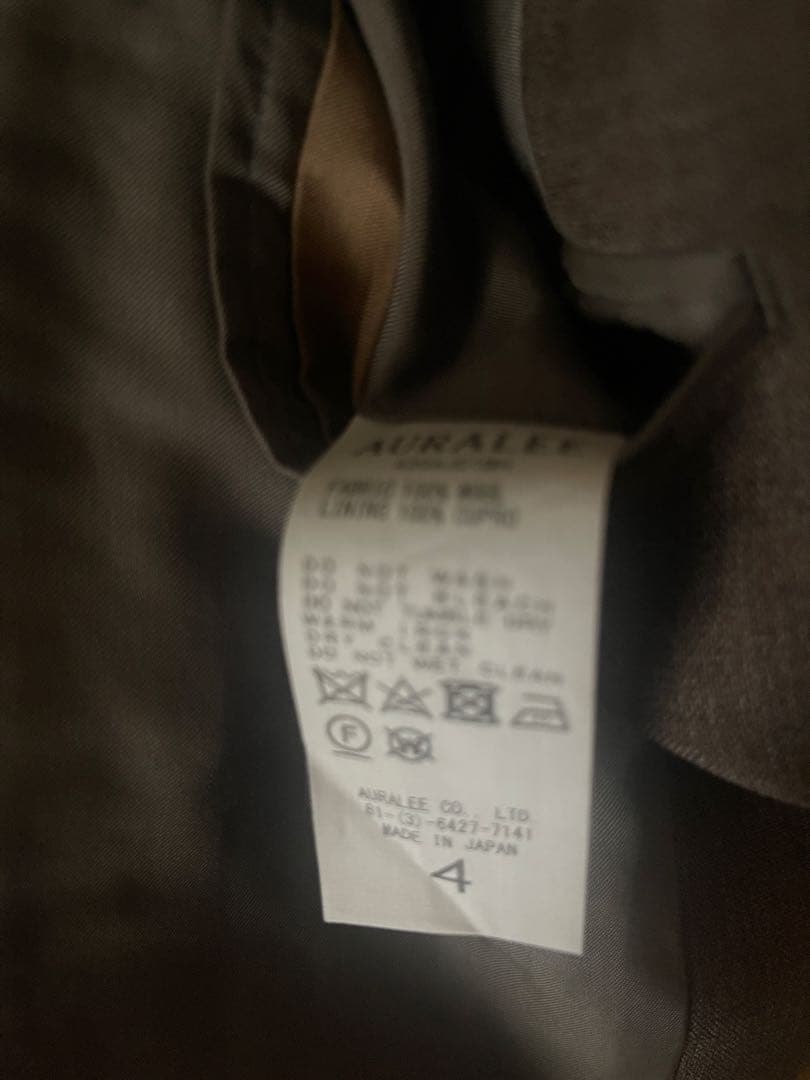 AURALEE
FABRIC 100% WOOL
LINING 100% CUPRO
DO NOT WASH
DO NOT BLEACH
DO NOT TUMBLE DRY
WARM IRON
DRY CLEAN
DO NOT WET CLEAN
F
W
AURALEE CO., LTD.
81-(3)-6427-7141
MADE IN JAPAN
4